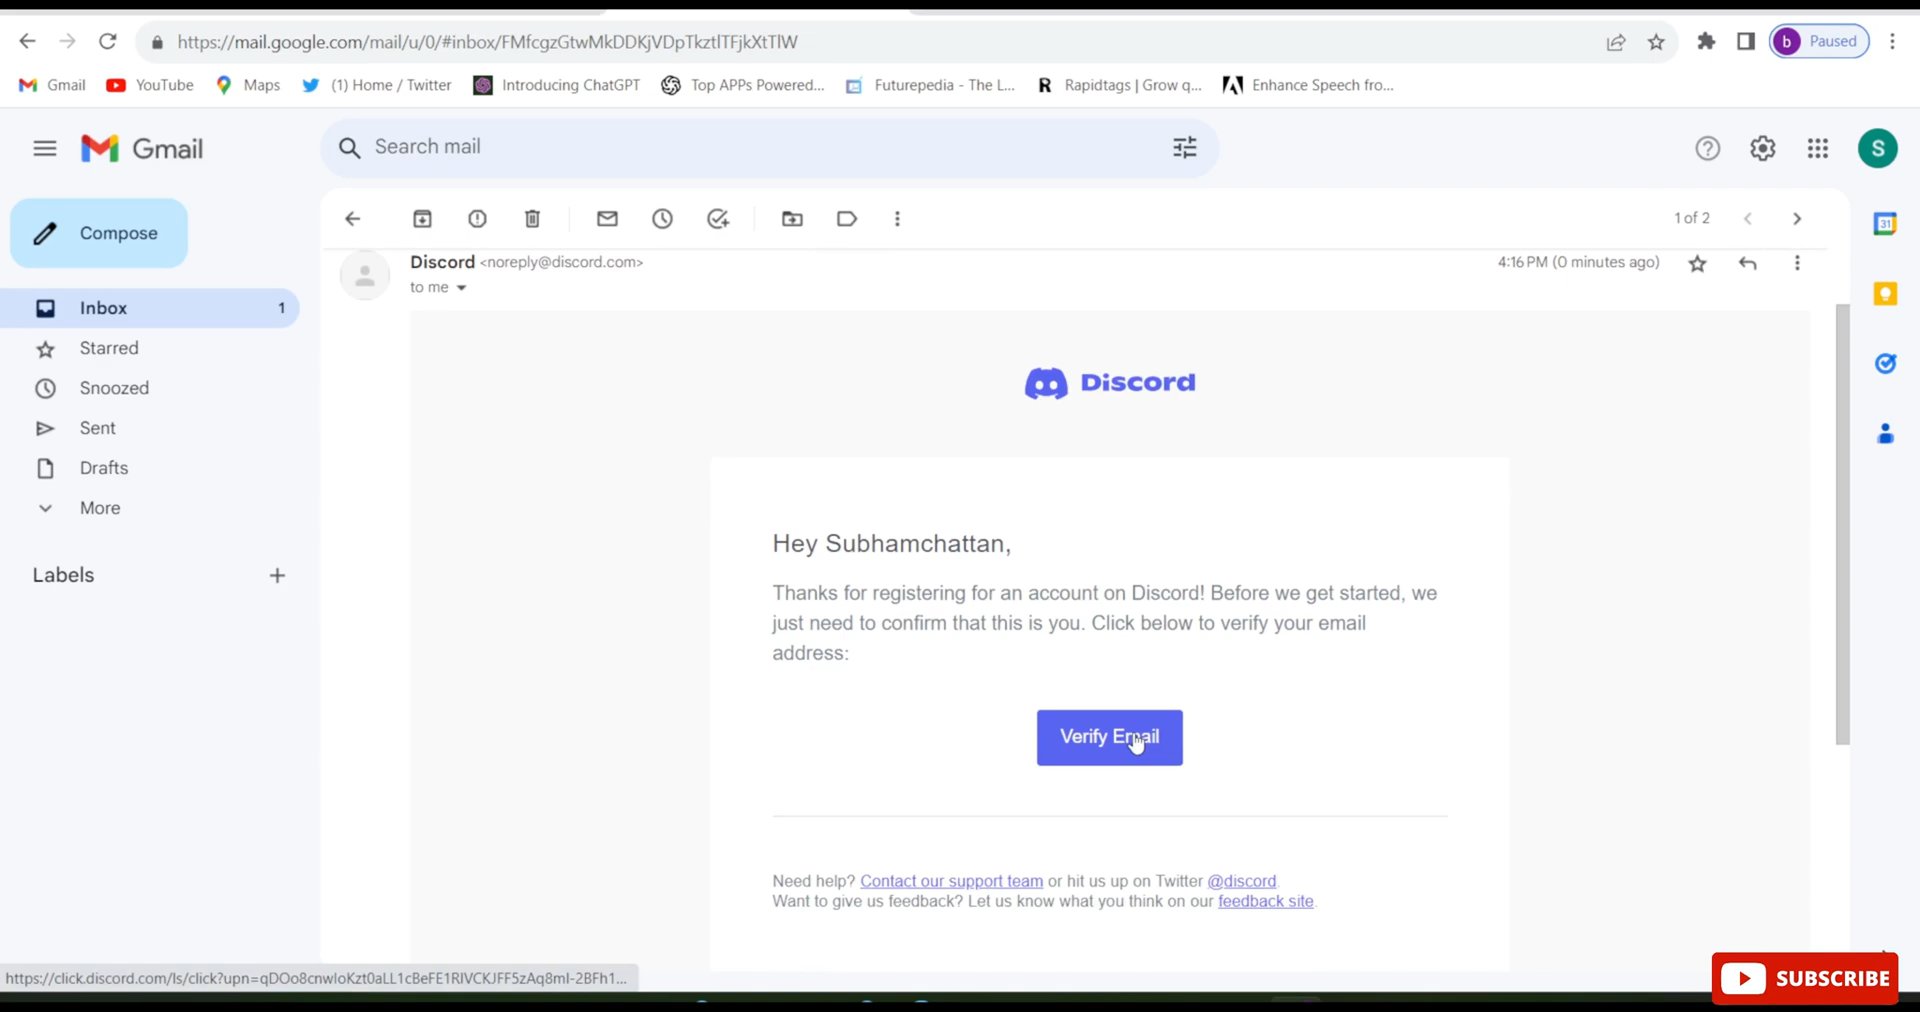 https://mail.google.com/mail/u/0/#inbox/FMfcgzGtwMkDDKjVDpTkztlTFjkXtTlW
b Paused
Gmail YouTube Maps (1) Home / Twitter Introducing ChatGPT Top APPs Powered... Futurepedia - The L... Rapidtags | Grow q... Enhance Speech fro...
Gmail
Search mail
S
Compose
1 of 2
Discord <noreply@discord.com>
4:16 PM (0 minutes ago)
to me
Inbox 1
Starred
Snoozed
Sent
Drafts
More
Labels
31
Discord
Hey Subhamchattan,
Thanks for registering for an account on Discord! Before we get started, we
just need to confirm that this is you. Click below to verify your email
address:
Verify Email
Need help? Contact our support team or hit us up on Twitter @discord.
Want to give us feedback? Let us know what you think on our feedback site.
https://click.discord.com/ls/click?upn=qDOo8cnwIoKzt0aLL1cBeFE1RIVCKJFF5zAq8mI-2BFh1...
SUBSCRIBE